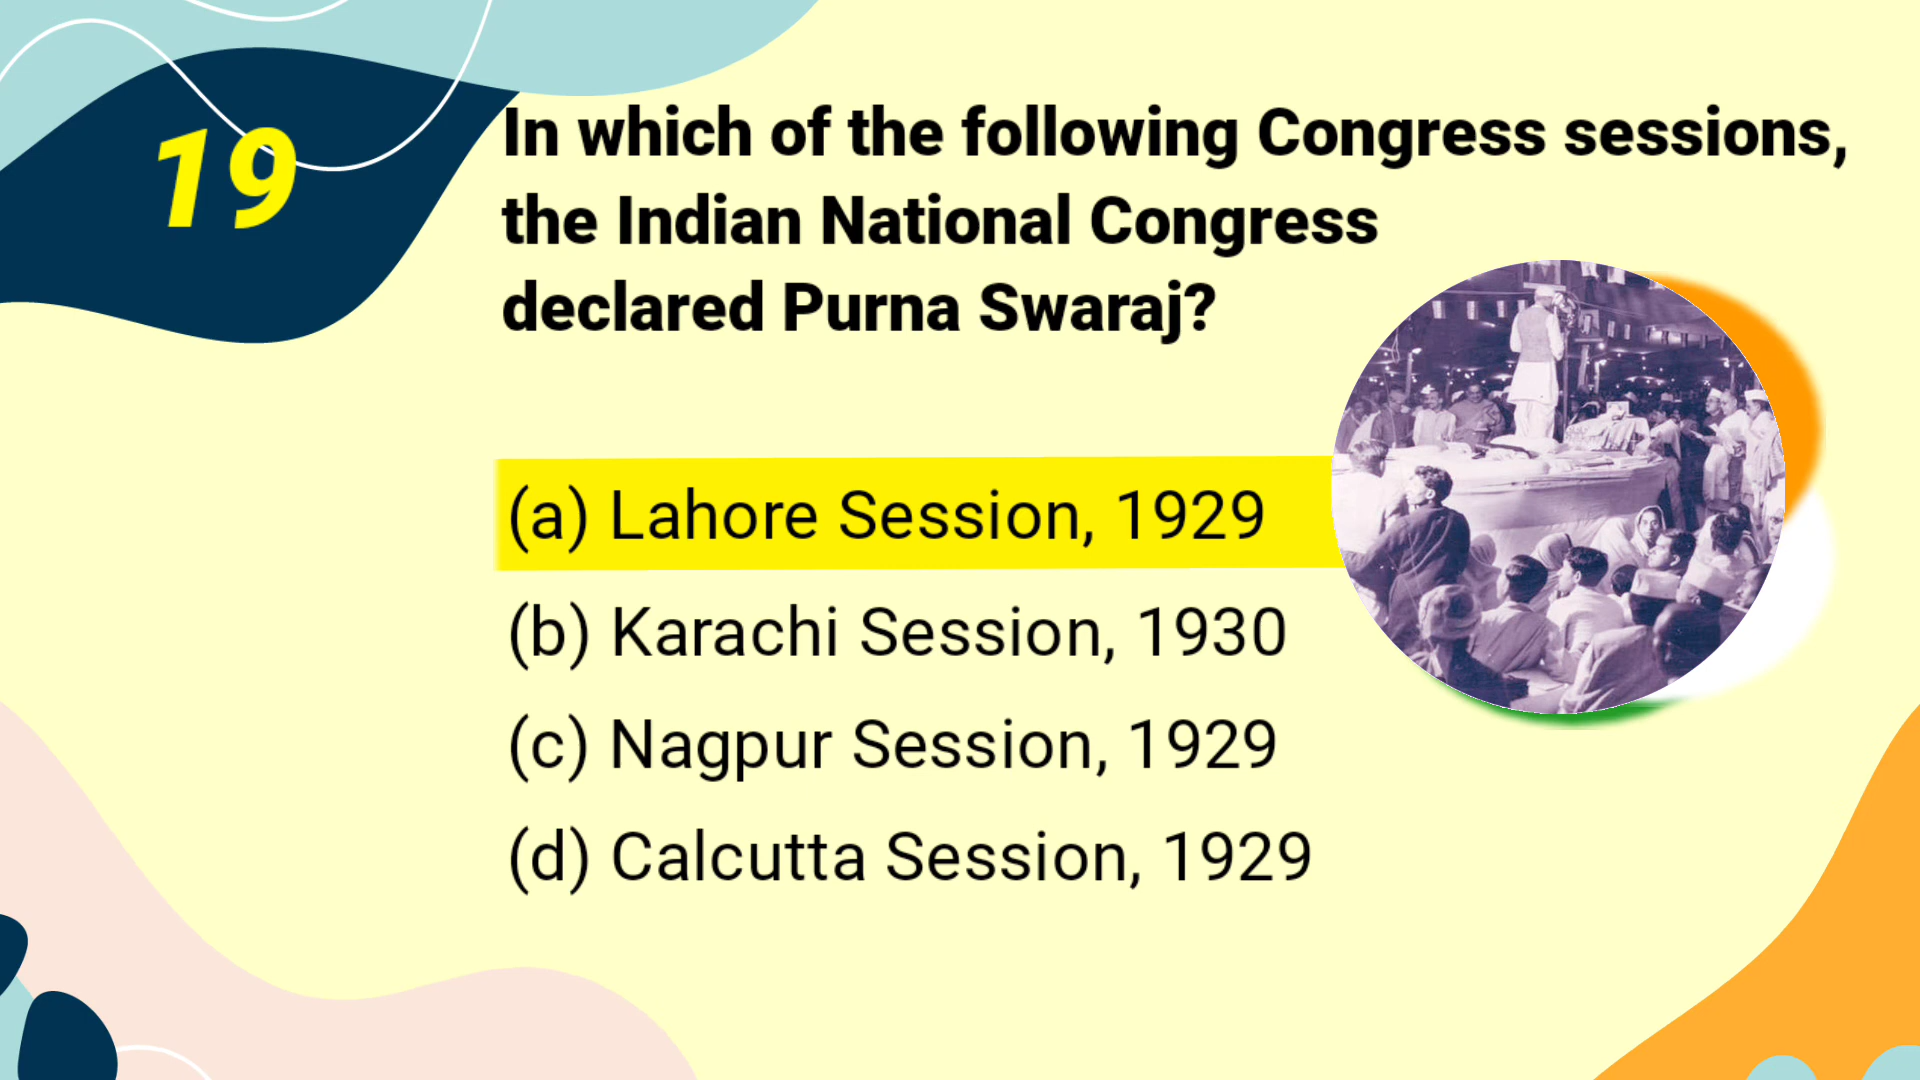 19
In which of the following Congress sessions,
the Indian National Congress
declared Purna Swaraj?
(a) Lahore Session, 1929
(b) Karachi Session, 1930
(c) Nagpur Session, 1929
(d) Calcutta Session, 1929